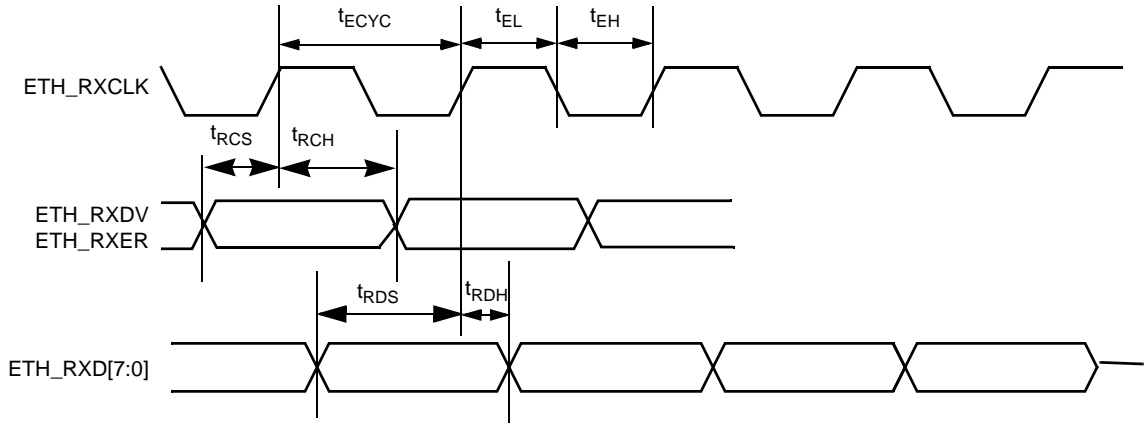 tECYC
tEL
tEH
ETH_RXCLK
tRCS
tRCH
ETH_RXDV
ETH_RXER
tRDS
tRDH
ETH_RXD[7:0]